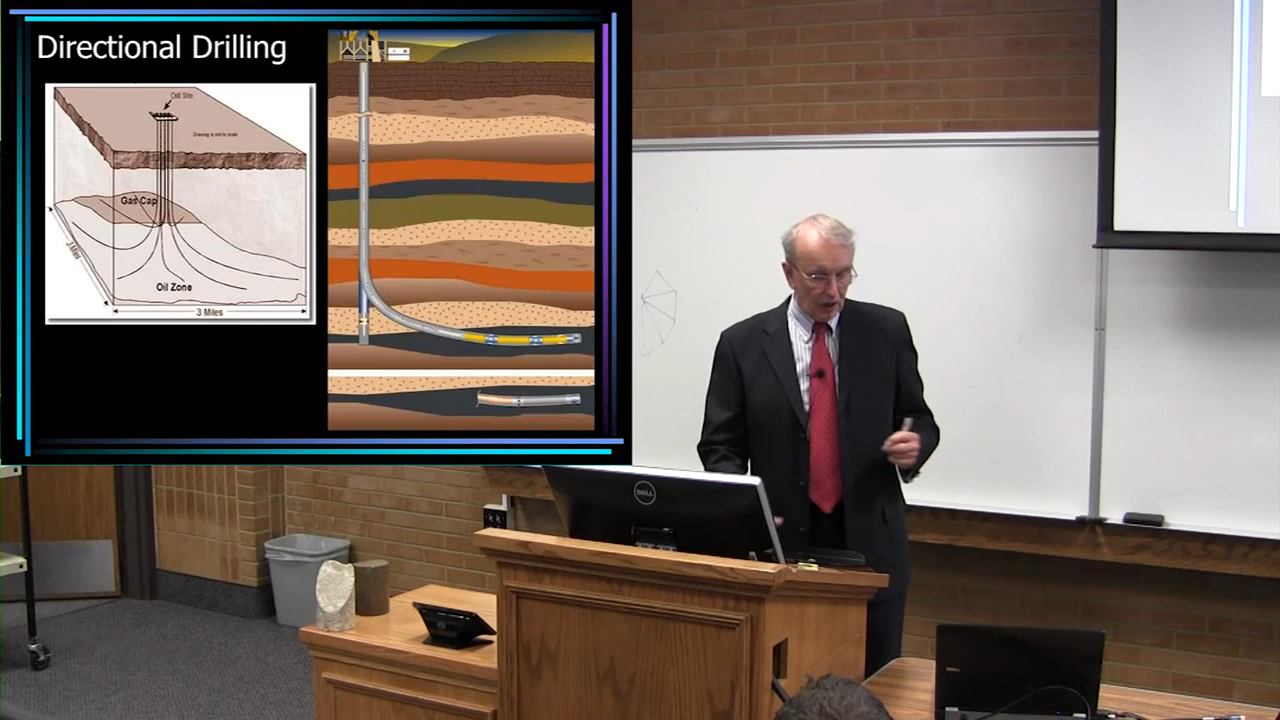 Directional Drilling
Drill Site
Drawing is not to scale
Gas Cap
Oil Zone
3 Miles
3 Miles
DELL